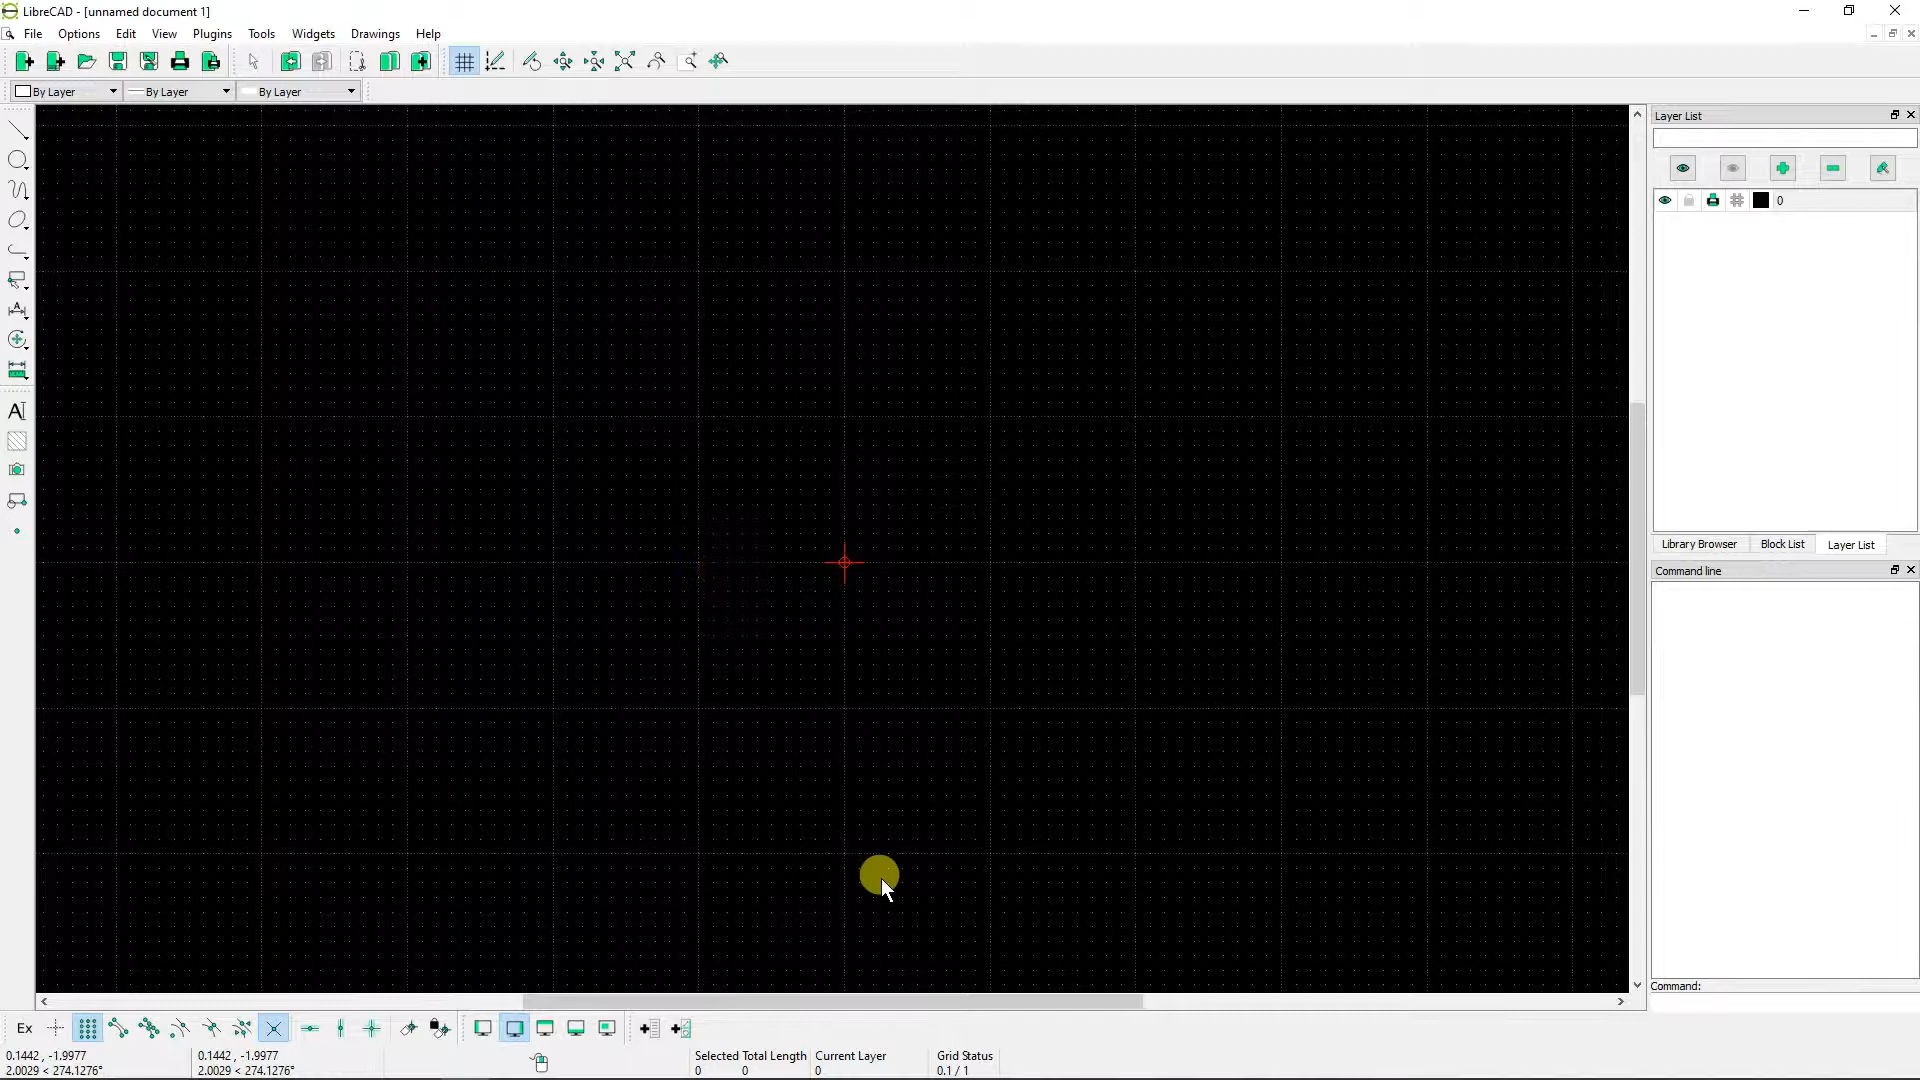 LibreCAD - [unnamed document 1]
File Options Edit View Plugins Tools Widgets Drawings Help
By Layer By Layer By Layer
Layer List
0
A
Library Browser Block List Layer List
Command line
Command:
Ex
0.1442 , -1.9977 0.1442 , -1.9977 Selected Total Length Current Layer Grid Status
2.0029 < 274.1276° 2.0029 < 274.1276° 0 0 0 0.1 / 1